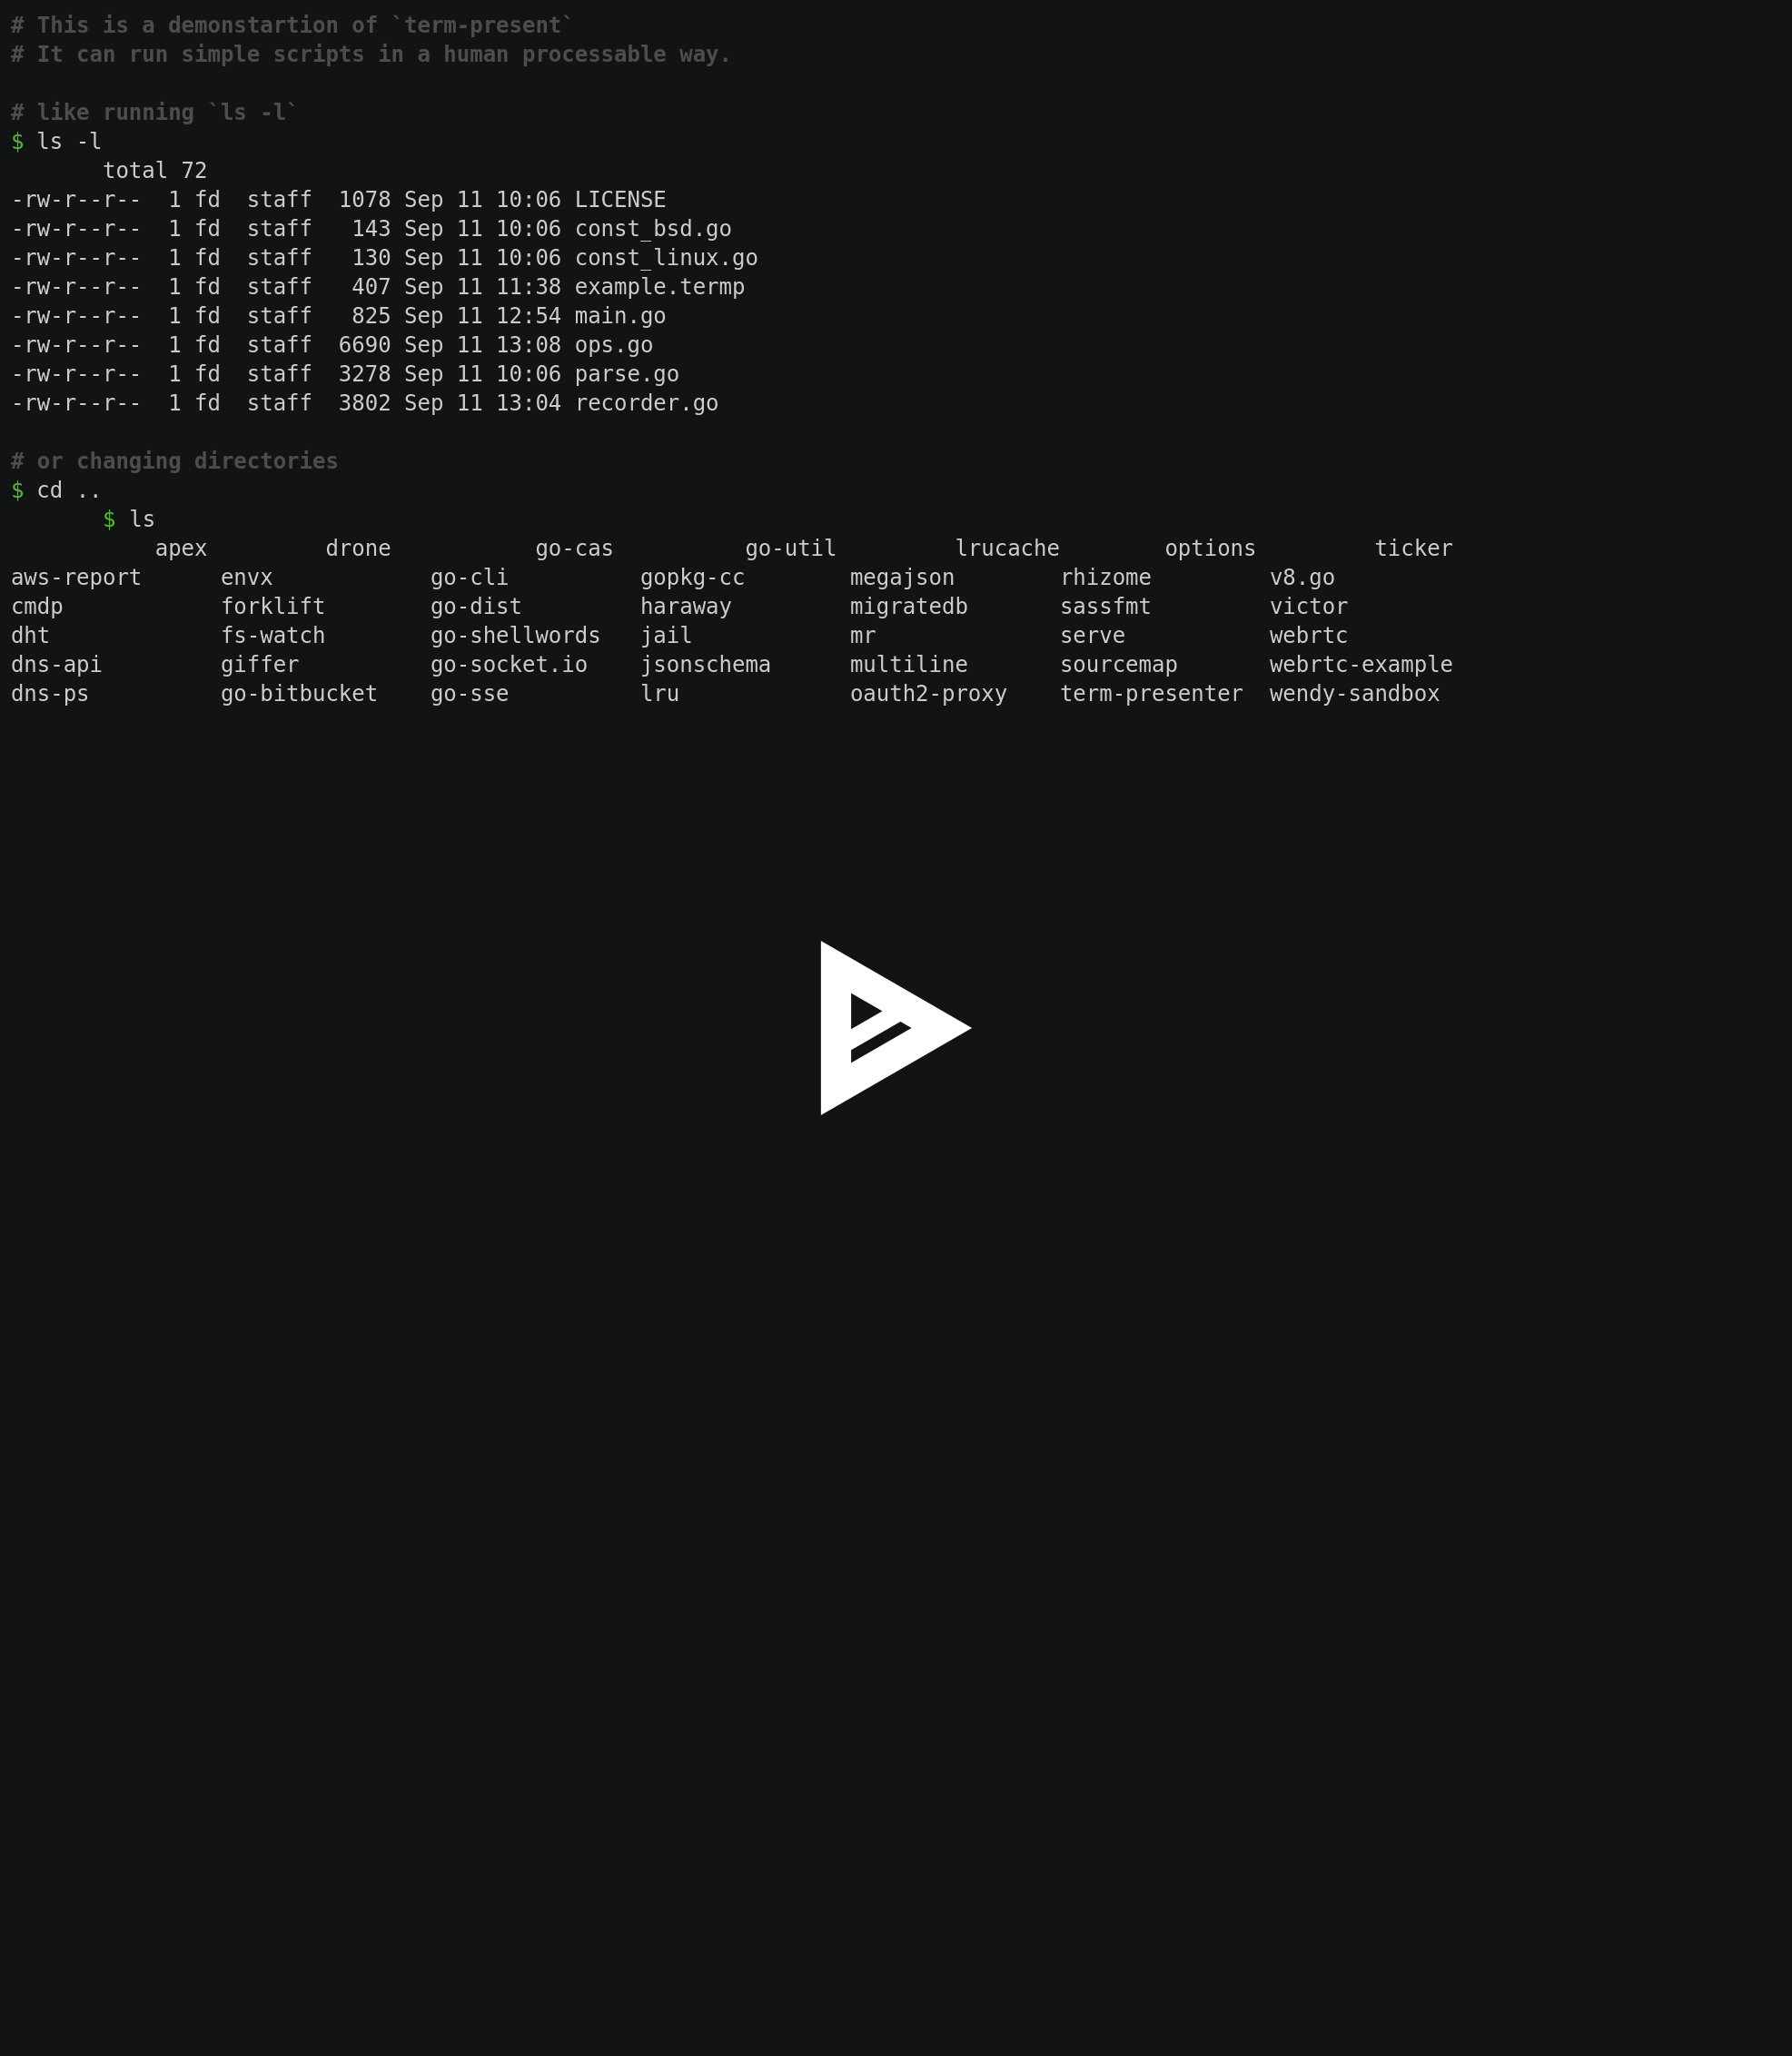 # This is a demonstartion of `term-present`
# It can run simple scripts in a human processable way.

# like running `ls -l`
$ ls -l
       total 72
-rw-r--r--  1 fd  staff  1078 Sep 11 10:06 LICENSE
-rw-r--r--  1 fd  staff   143 Sep 11 10:06 const_bsd.go
-rw-r--r--  1 fd  staff   130 Sep 11 10:06 const_linux.go
-rw-r--r--  1 fd  staff   407 Sep 11 11:38 example.termp
-rw-r--r--  1 fd  staff   825 Sep 11 12:54 main.go
-rw-r--r--  1 fd  staff  6690 Sep 11 13:08 ops.go
-rw-r--r--  1 fd  staff  3278 Sep 11 10:06 parse.go
-rw-r--r--  1 fd  staff  3802 Sep 11 13:04 recorder.go

# or changing directories
$ cd ..
       $ ls
           apex         drone           go-cas          go-util         lrucache        options         ticker
aws-report      envx            go-cli          gopkg-cc        megajson        rhizome         v8.go
cmdp            forklift        go-dist         haraway         migratedb       sassfmt         victor
dht             fs-watch        go-shellwords   jail            mr              serve           webrtc
dns-api         giffer          go-socket.io    jsonschema      multiline       sourcemap       webrtc-example
dns-ps          go-bitbucket    go-sse          lru             oauth2-proxy    term-presenter  wendy-sandbox